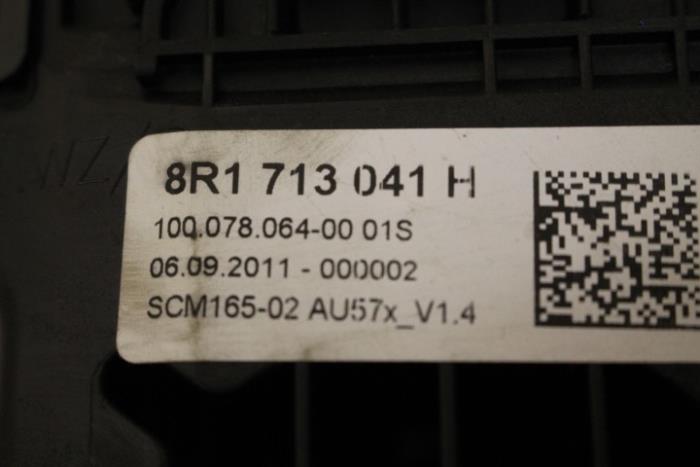 8R1 713 041 H
100.078.064-00 01S
06.09.2011 - 000002
SCM165-02 AU57x_V1.4